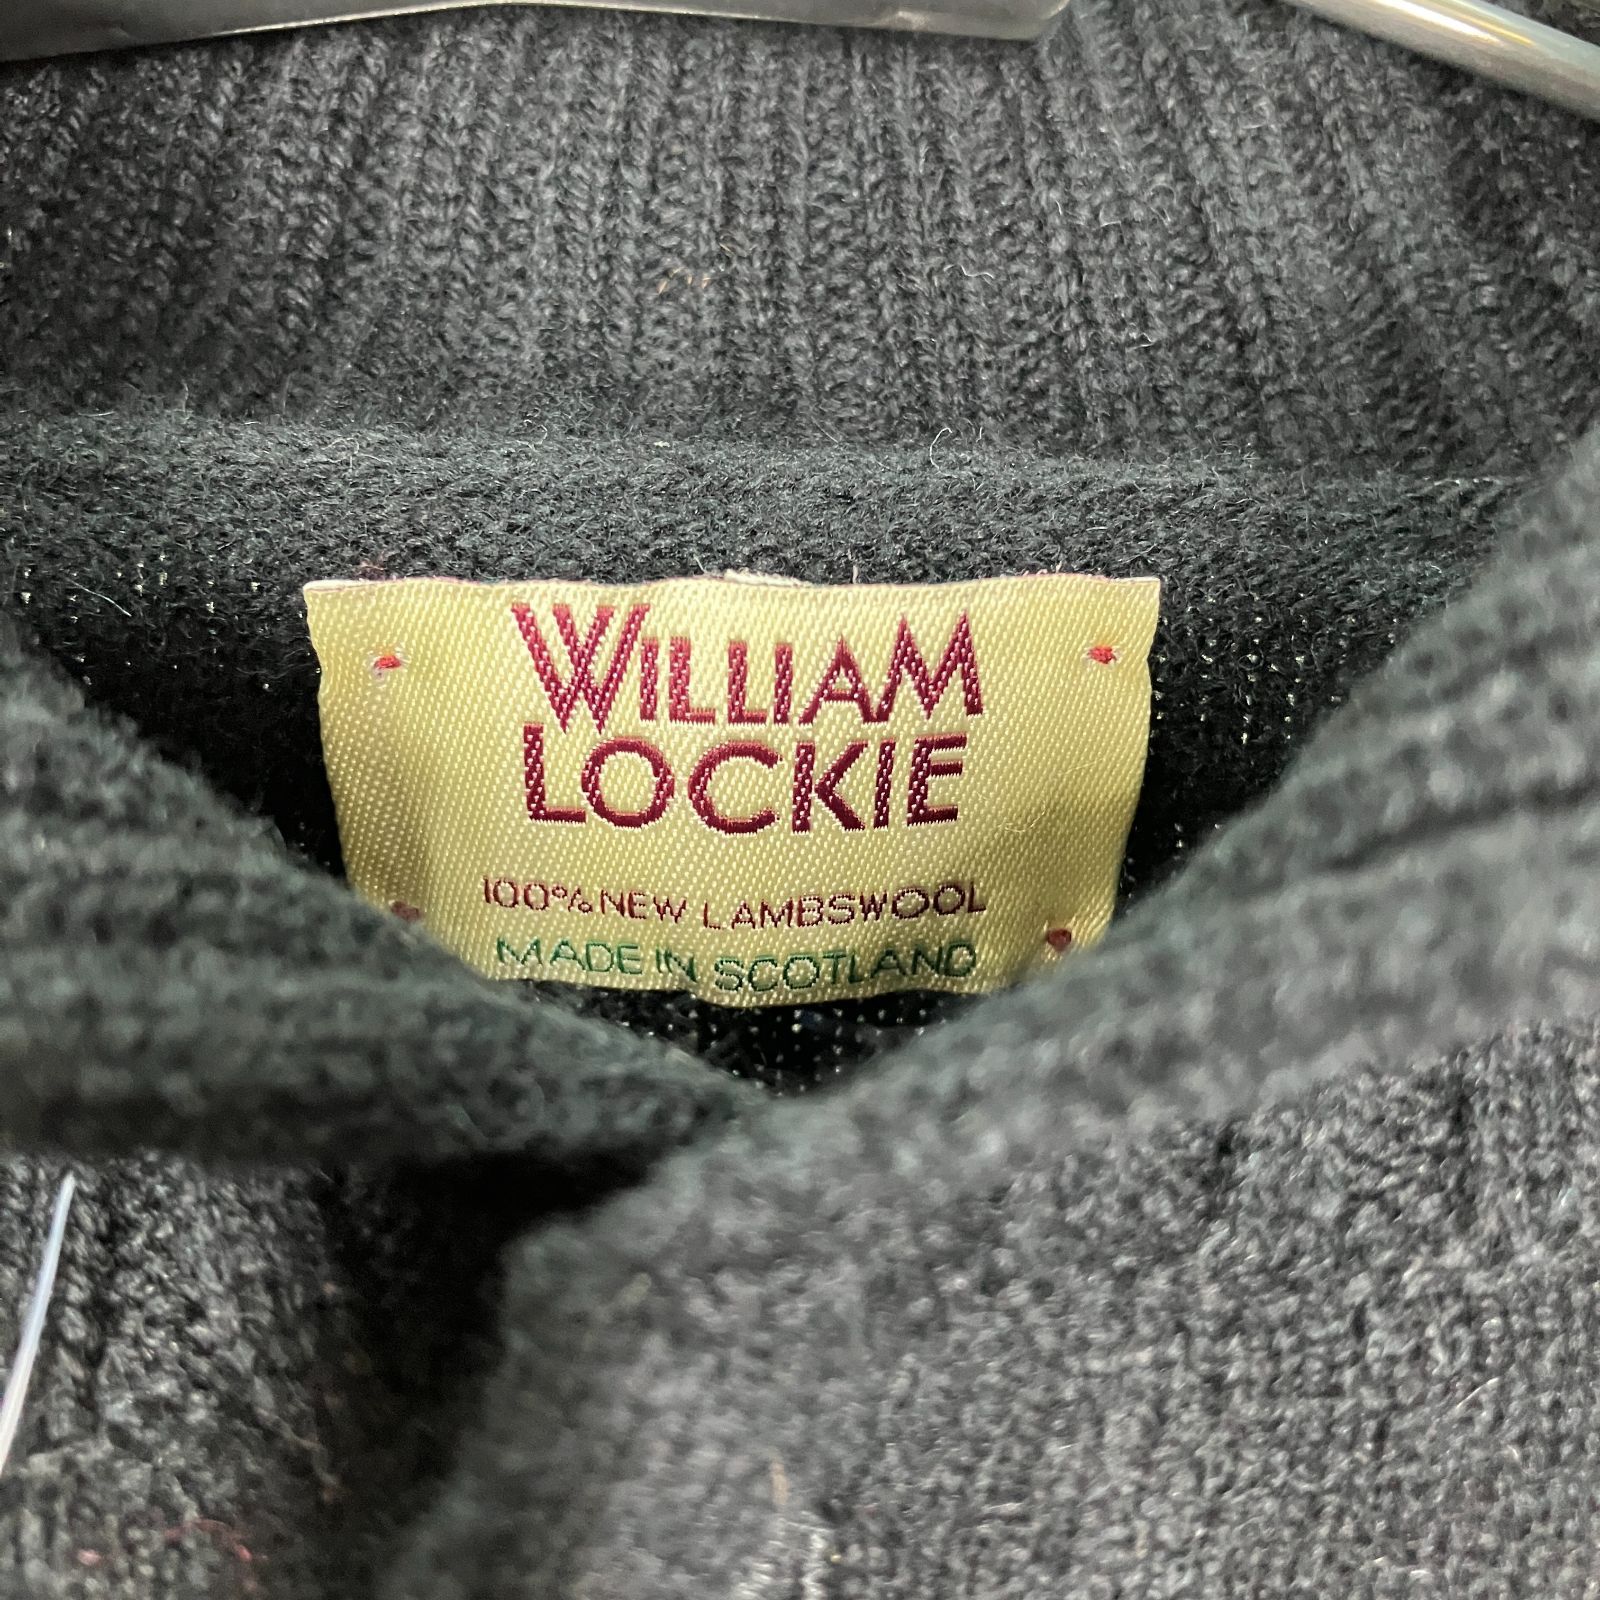 WILLIAM
LOCKIE
100% NEW LAMBSWOOL
MADE IN SCOTLAND